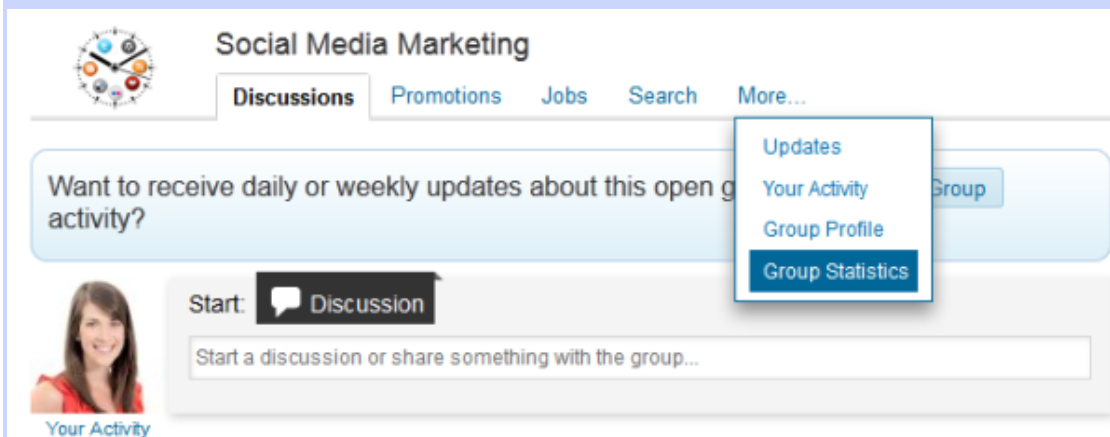 Social Media Marketing
Discussions Promotions Jobs Search More...
Updates
Your Activity
Group Profile
Group Statistics
Want to receive daily or weekly updates about this open g Group
activity?
Start: Discussion
Start a discussion or share something with the group...
Your Activity